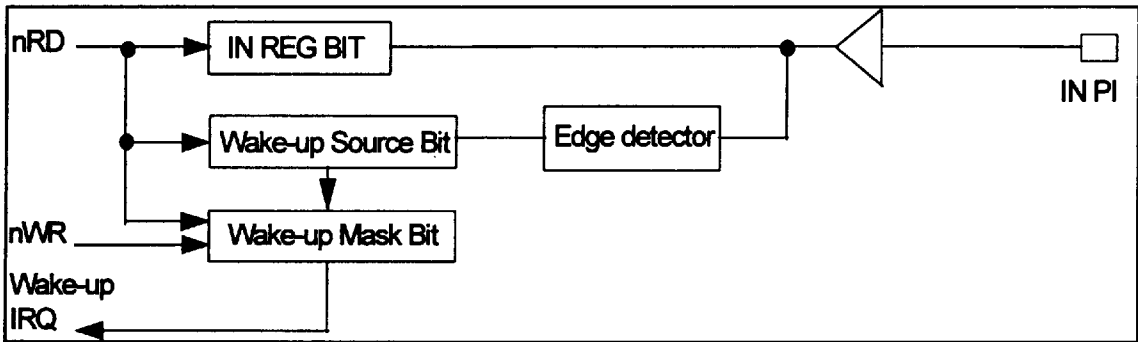 nRD
IN REG BIT
IN PI
Wake-up Source Bit
Edge detector
nWR
Wake-up Mask Bit
Wake-up
IRQ